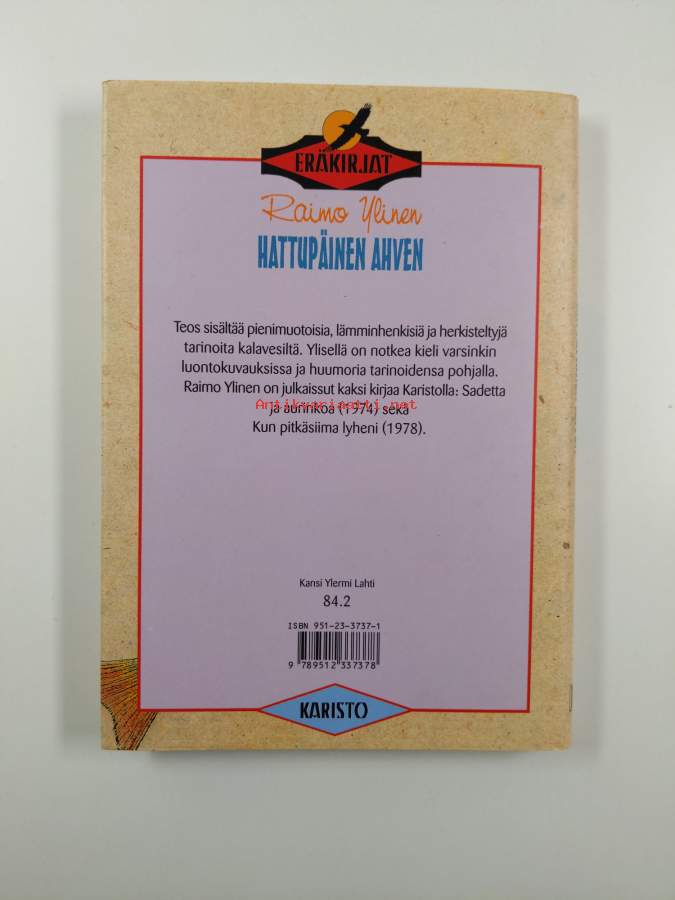 ERÄKIRJAT
Raimo Ylinen
HATTUPÄINEN AHVEN
Teos sisältää pienimuotoisia, lämminhenkisiä ja herkisteltyjä
tarinoita kalavesiltä. Ylisellä on notkea kieli varsinkin
luontokuvauksissa ja huumoria tarinoidensa pohjalla.
Raimo Ylinen on julkaissut kaksi kirjaa Karistolla: Sadetta
Antikvariaatti.net
ja aurinkoa (1974) sekä
Kun pitkäsiima lyheni (1978).
Kansi Ylermi Lahti
84.2
ISBN 951-23-3737-1
9 789512 337378
KARISTO